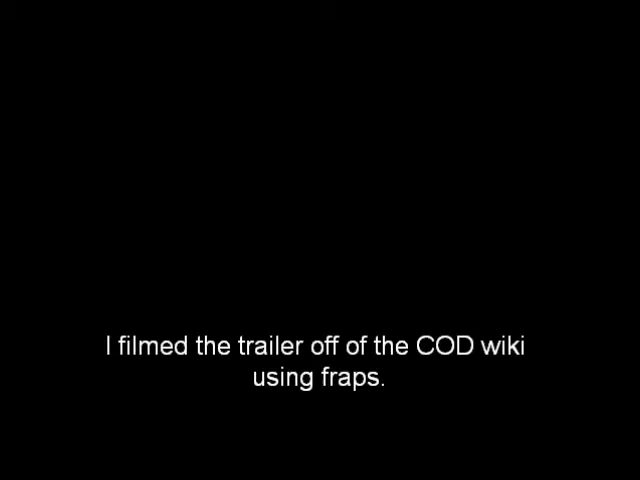 I filmed the trailer off of the COD wiki
using fraps.